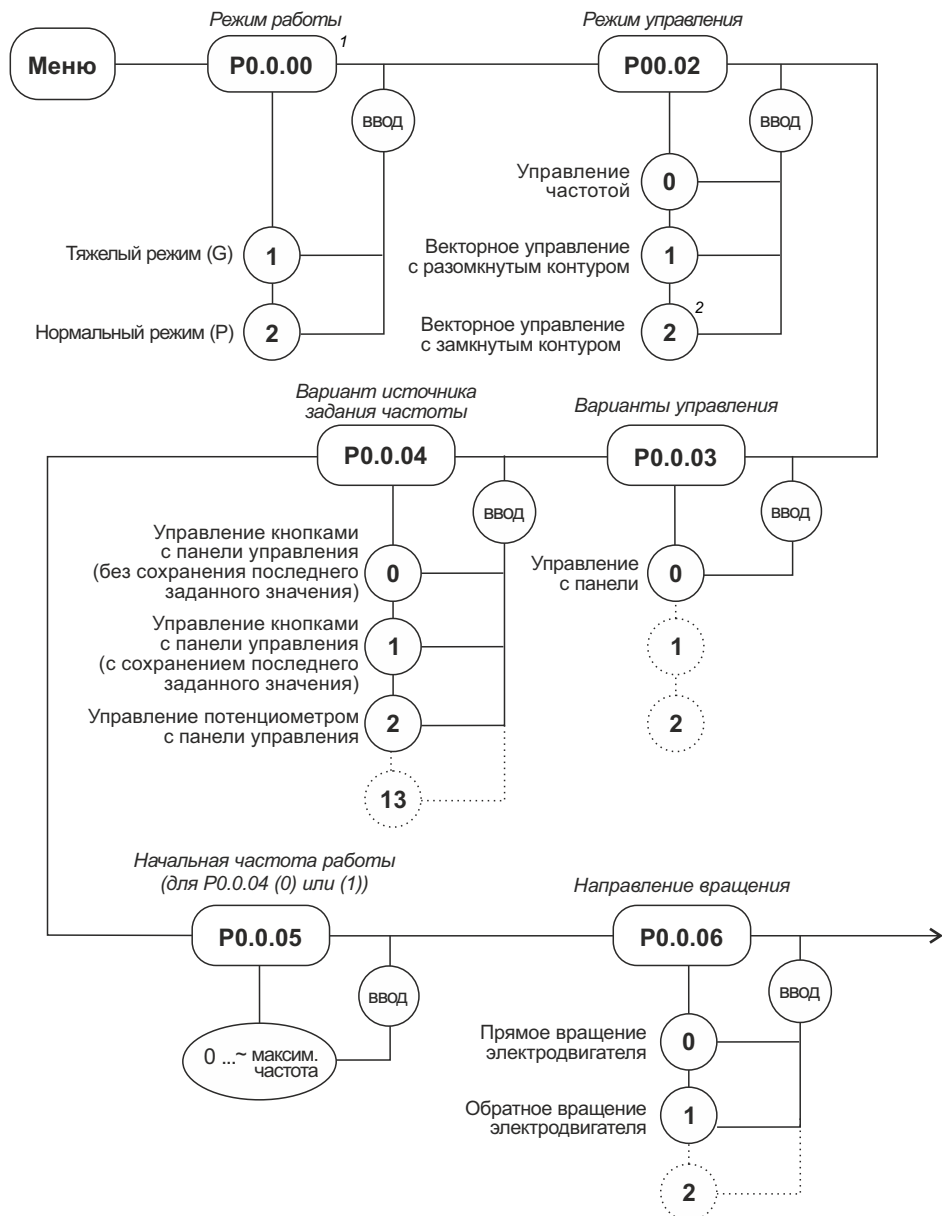 Режим работы
Режим управления
Меню
P0.0.00
1
P00.02
ввод
ввод
Управление
частотой
0
Тяжелый режим (G)
1
Векторное управление
с разомкнутым контуром
1
Нормальный режим (P)
2
Векторное управление
с замкнутым контуром
2
2
Вариант источника
задания частоты
Варианты управления
P0.0.04
P0.0.03
ввод
ввод
Управление кнопками
с панели управления
(без сохранения последнего
заданного значения)
0
Управление
с панели
0
Управление кнопками
с панели управления
(с сохранением последнего
заданного значения)
1
1
Управление потенциометром
с панели управления
2
2
13
Начальная частота работы
(для P0.0.04 (0) или (1))
Направление вращения
P0.0.05
P0.0.06
ввод
ввод
0 ...~ максим.
частота
Прямое вращение
электродвигателя
0
Обратное вращение
электродвигателя
1
2